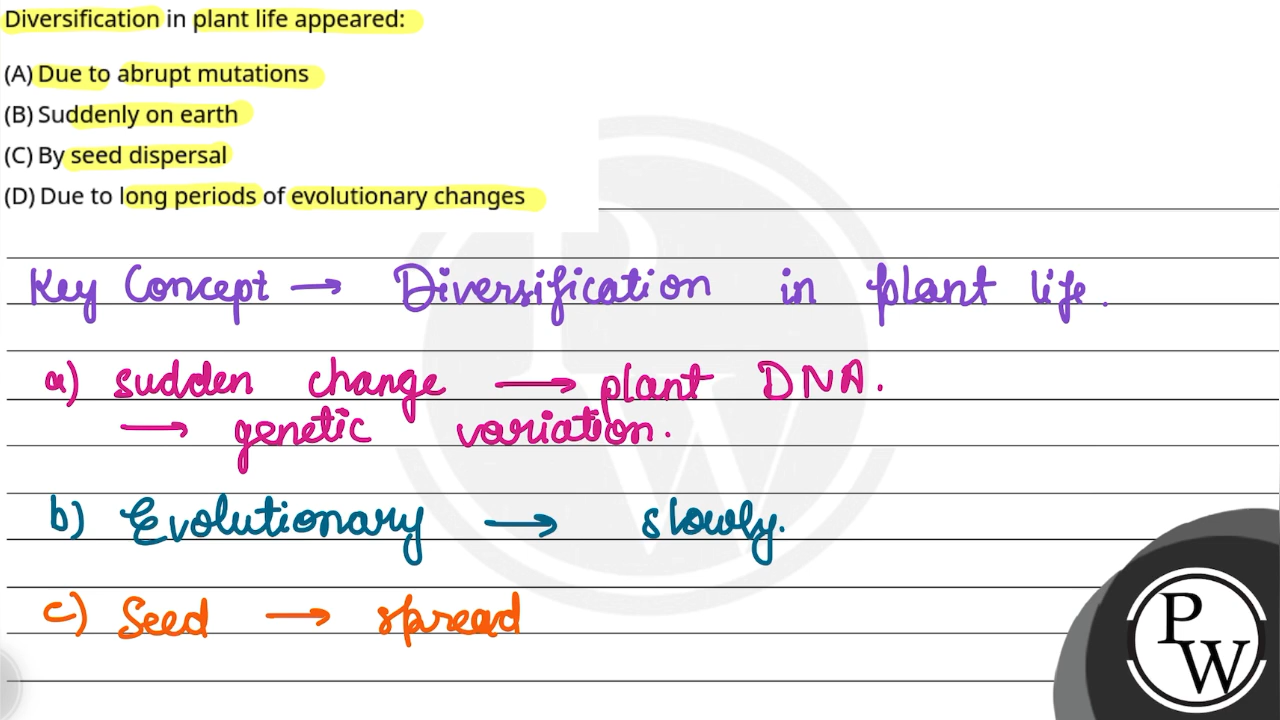 Diversification in plant life appeared:
(A) Due to abrupt mutations
(B) Suddenly on earth
(C) By seed dispersal
(D) Due to long periods of evolutionary changes
Key Concept → Diversification in plant life.
a) sudden change → plant DNA.
→ genetic variation.
b) Evolutionary → slowly.
c) Seed → spread
PW